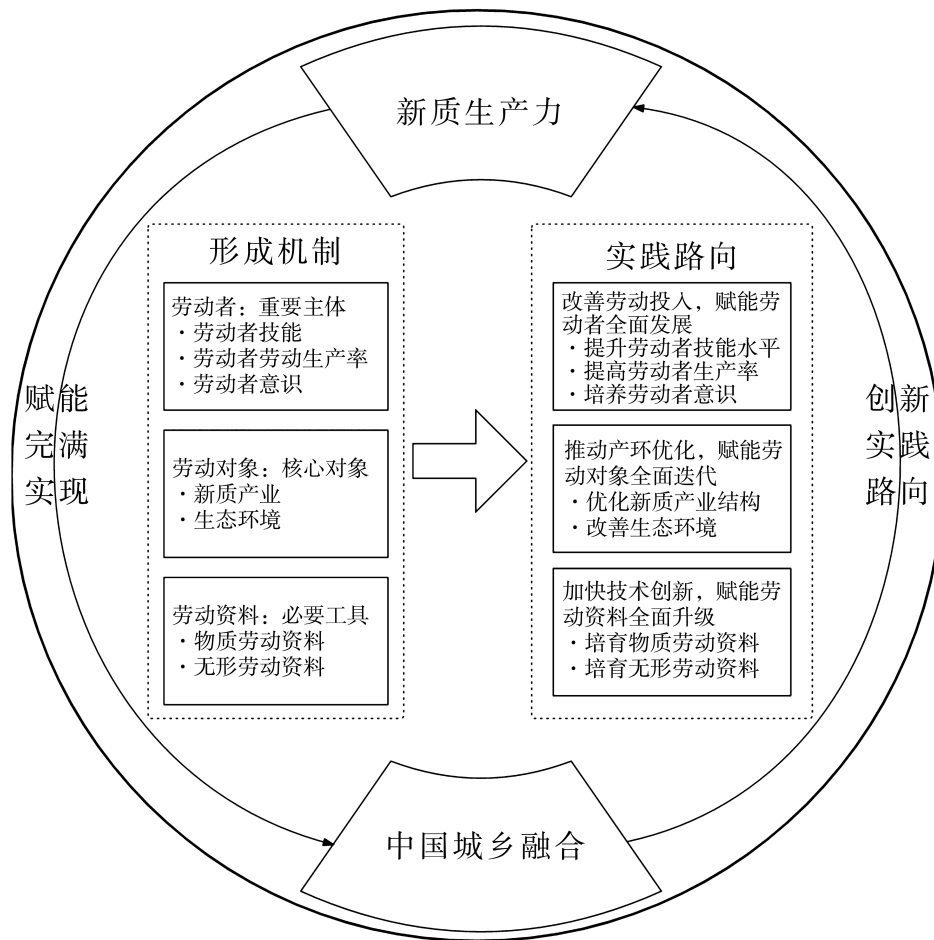 新质生产力
形成机制
劳动者：重要主体
·劳动者技能
·劳动者劳动生产率
·劳动者意识
劳动对象：核心对象
·新质产业
·生态环境
劳动资料：必要工具
·物质劳动资料
·无形劳动资料
实践路向
改善劳动投入，赋能劳
动者全面发展
·提升劳动者技能水平
·提高劳动者生产率
·培养劳动者意识
推动产环优化，赋能劳
动对象全面迭代
·优化新质产业结构
·改善生态环境
加快技术创新，赋能劳
动资料全面升级
·培育物质劳动资料
·培育无形劳动资料
赋能
完满
实现
创新
实践
路向
中国城乡融合